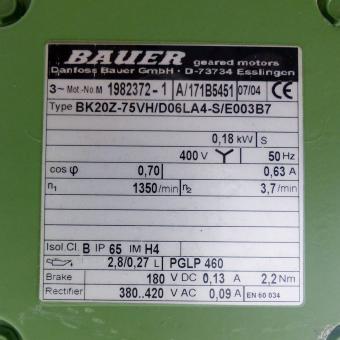 BAUER geared motors
Danfoss Bauer GmbH · D-73734 Esslingen
3~ Mot.-No M 1982372-1 A/171B5451 07/04 CE
Type BK20Z-75VH/D06LA4-S/E003B7
0,18 kW S
400 V Y 50 Hz
cos φ 0,70 0,63 A
n1 1350/min n2 3,7/min
Isol.Cl. B IP 65 IM H4
2,8/0,27 L PGLP 460
Brake 180 V DC 0,13 A 2,2 Nm
Rectifier 380..420 V AC 0,09 A EN 60 034